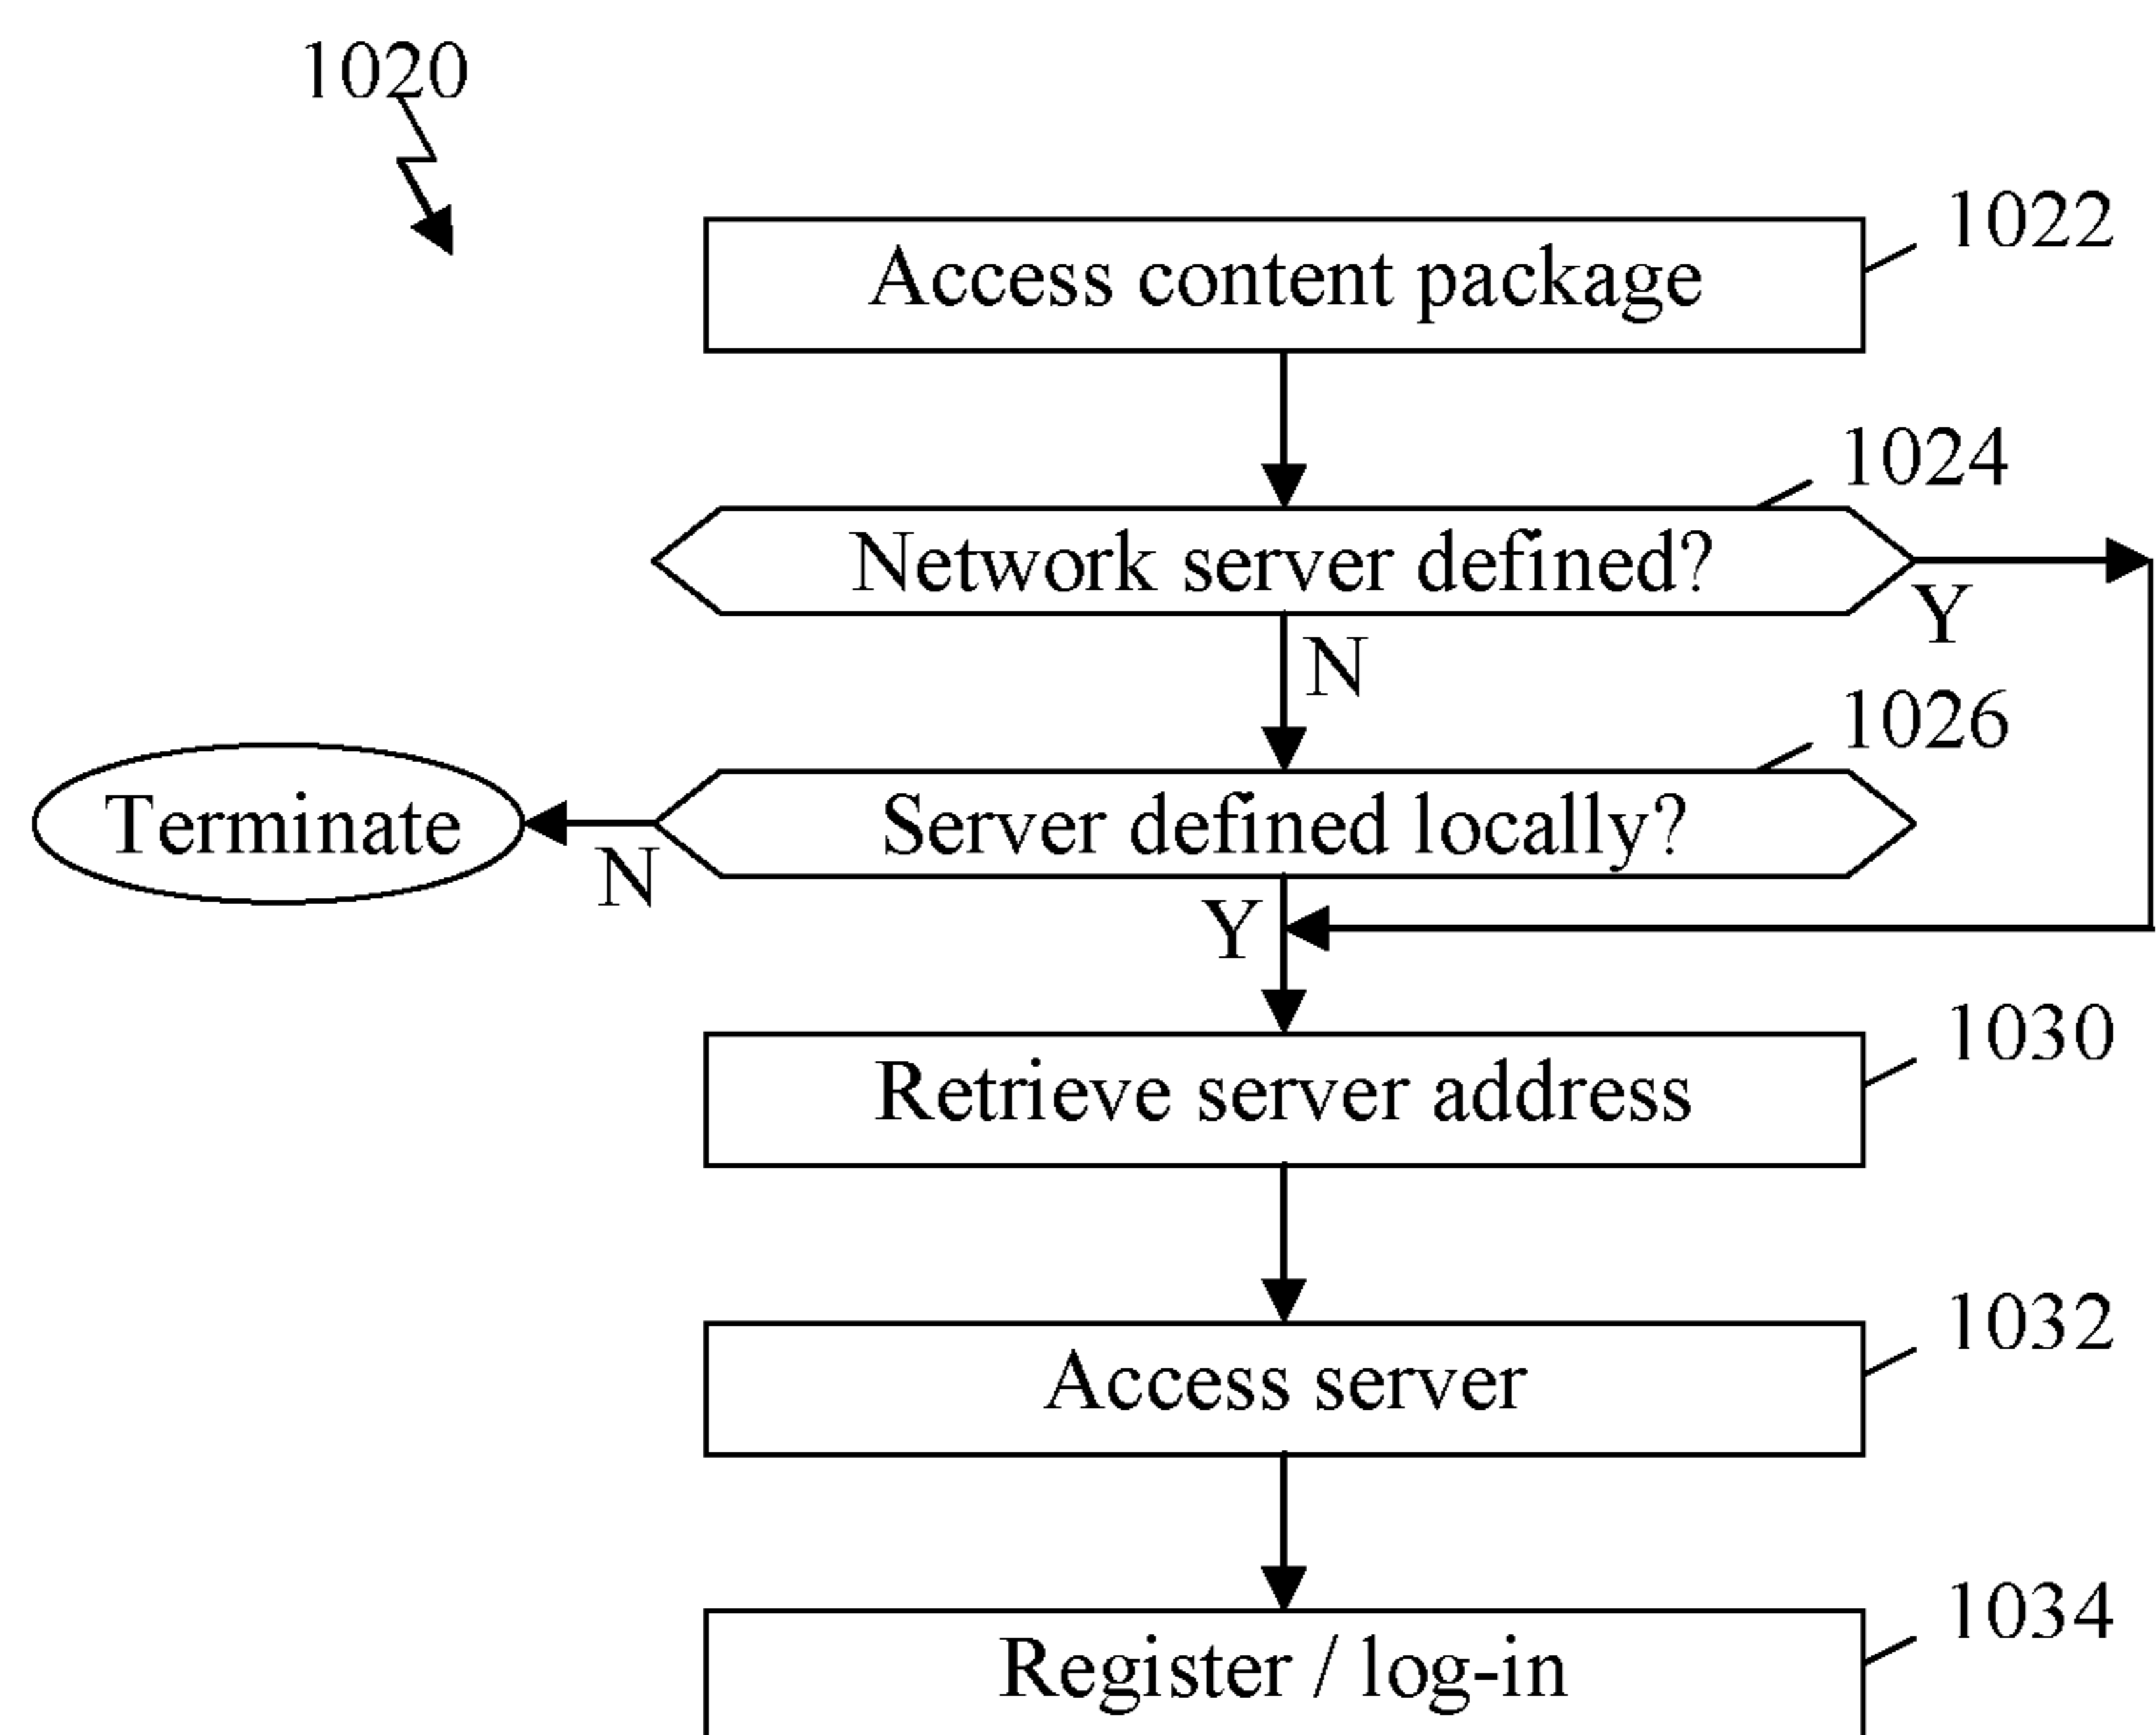 1020
1022
Access content package
1024
Network server defined?
Y
N
1026
Server defined locally?
Terminate
N
Y
1030
Retrieve server address
1032
Access server
1034
Register / log-in